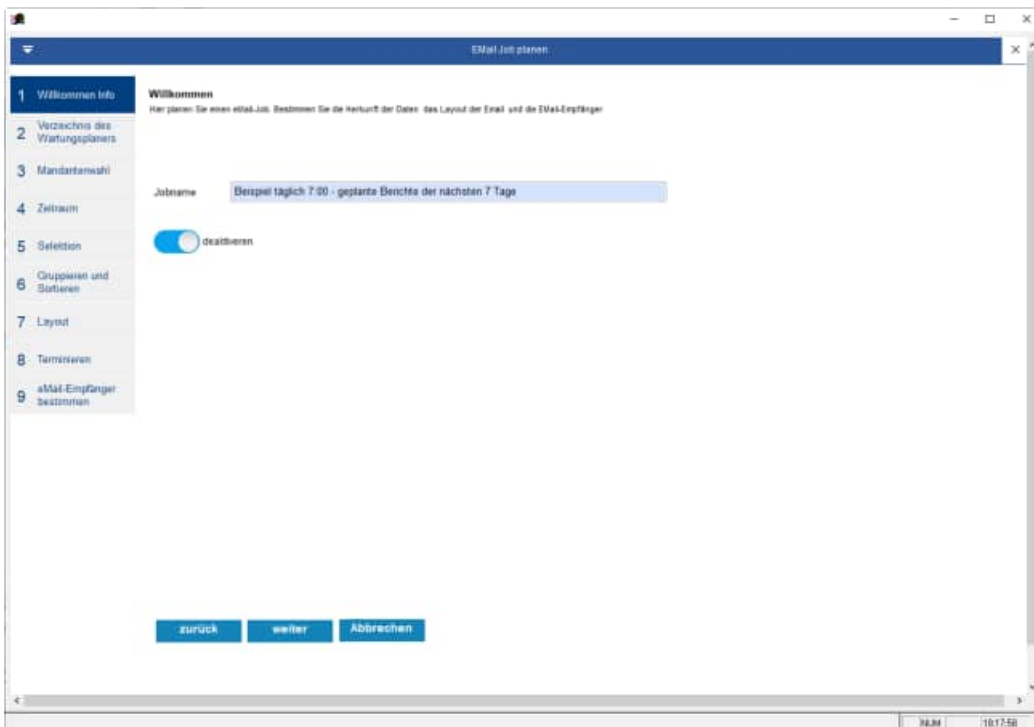 EMail Job planen
1 Willkommen Info
2 Verzeichnis des
Wartungsplaners
3 Mandantenwahl
4 Zeitraum
5 Selektion
6 Gruppieren und
Sortieren
7 Layout
8 Terminieren
9 eMail-Empfänger
bestimmen
Willkommen
Hier planen Sie einen eMail-Job. Bestimmen Sie die Herkunft der Daten das Layout der Email und die EMail-Empfänger
Jobname
Beispiel täglich 7:00 - geplante Berichte der nächsten 7 Tage
deaktivieren
zurück
weiter
Abbrechen
NUM
18:17:58